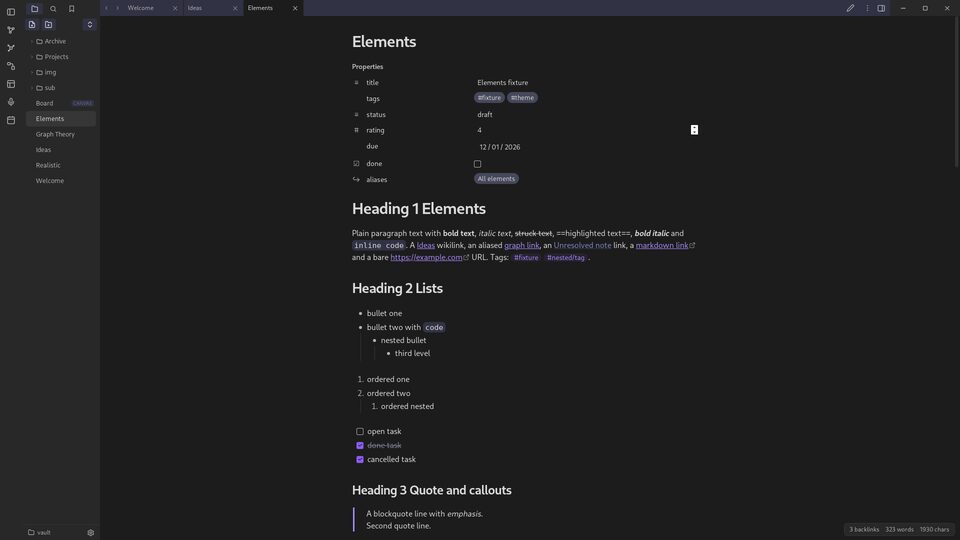 Welcome
Ideas
Elements
Archive
Projects
img
sub
Board CANVAS
Elements
Graph Theory
Ideas
Realistic
Welcome
vault
Elements
Properties
title Elements fixture
tags #fixture #theme
status draft
rating 4
due 12/01/2026
done
aliases All elements
Heading 1 Elements
Plain paragraph text with bold text, italic text, struck text, ==highlighted text==, bold italic and
inline code. A Ideas wikilink, an aliased graph link, an Unresolved note link, a markdown link
and a bare https://example.com URL. Tags: #fixture #nested/tag .
Heading 2 Lists
• bullet one
• bullet two with code
• nested bullet
• third level
1. ordered one
2. ordered two
1. ordered nested
open task
done task
cancelled task
Heading 3 Quote and callouts
A blockquote line with emphasis.
Second quote line.
3 backlinks 323 words 1930 chars